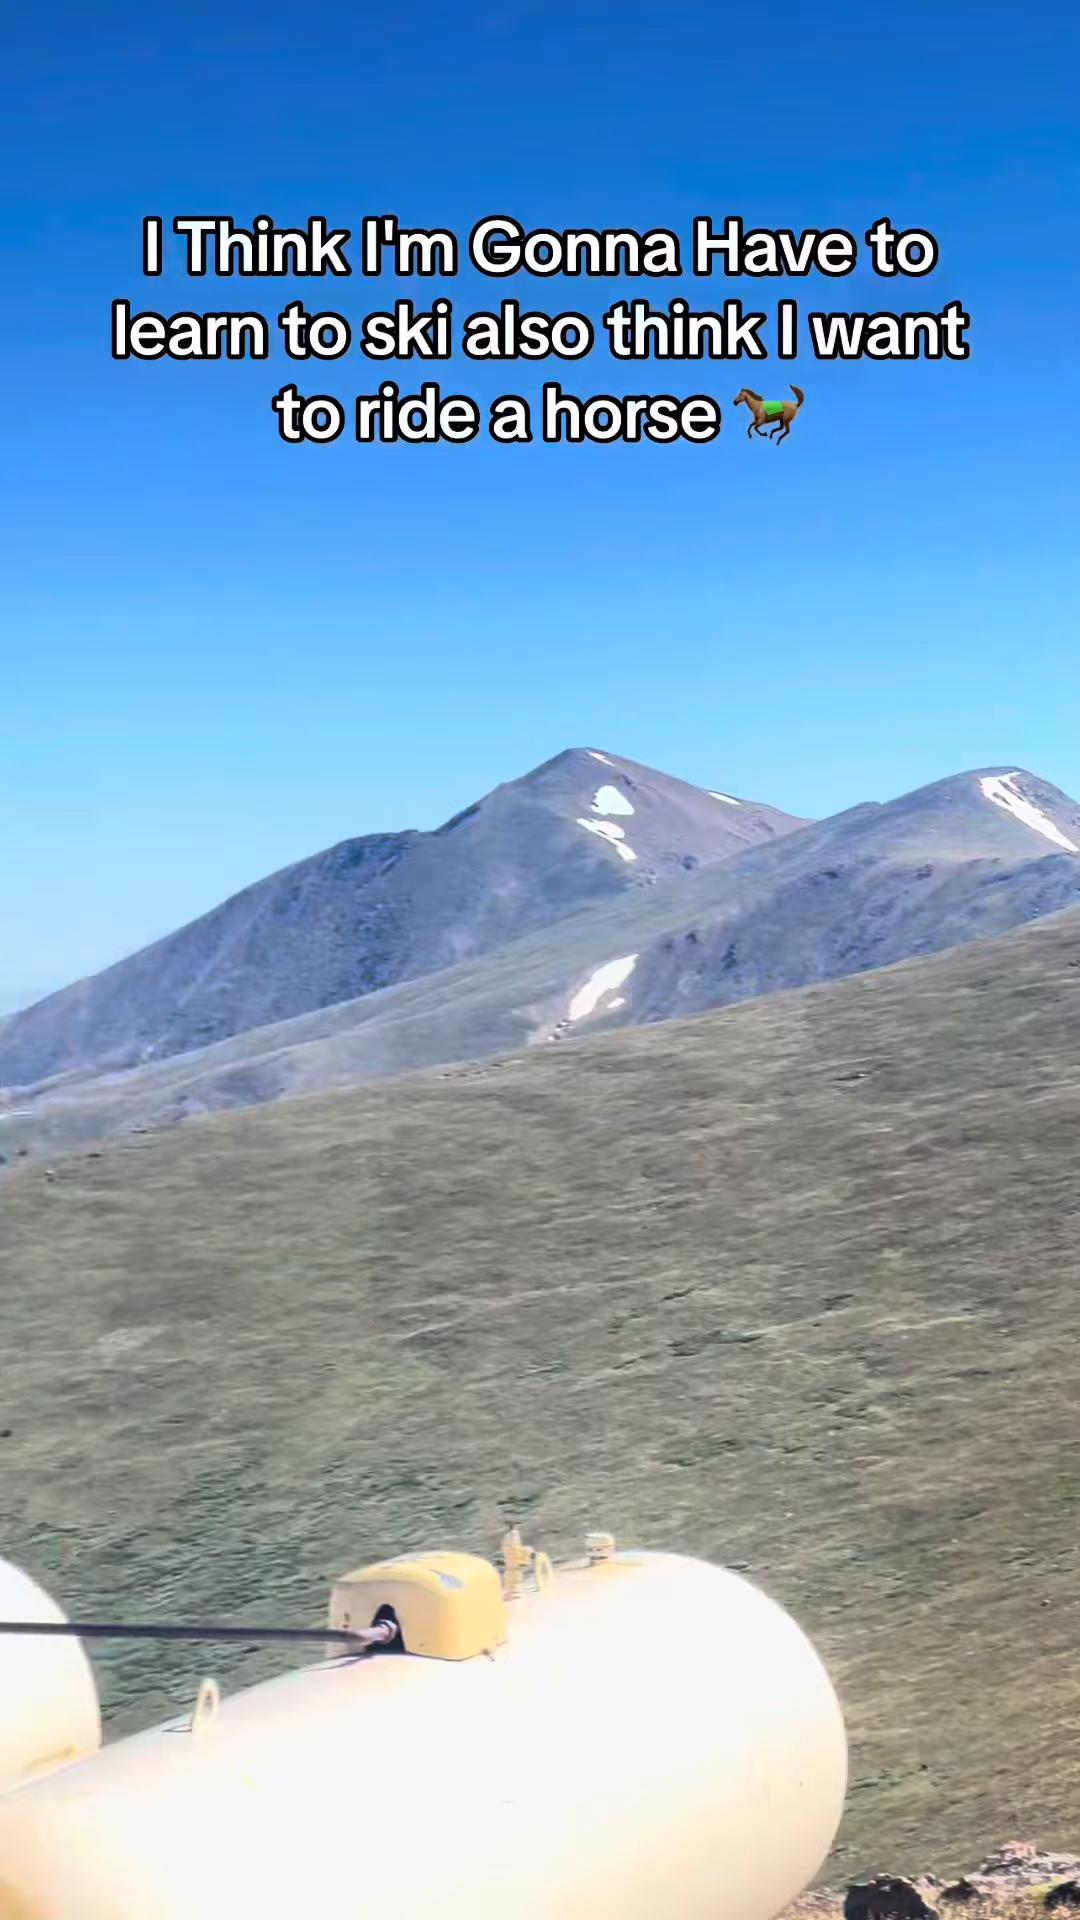 I Think I'm Gonna Have to
learn to ski also think I want
to ride a horse 🐎